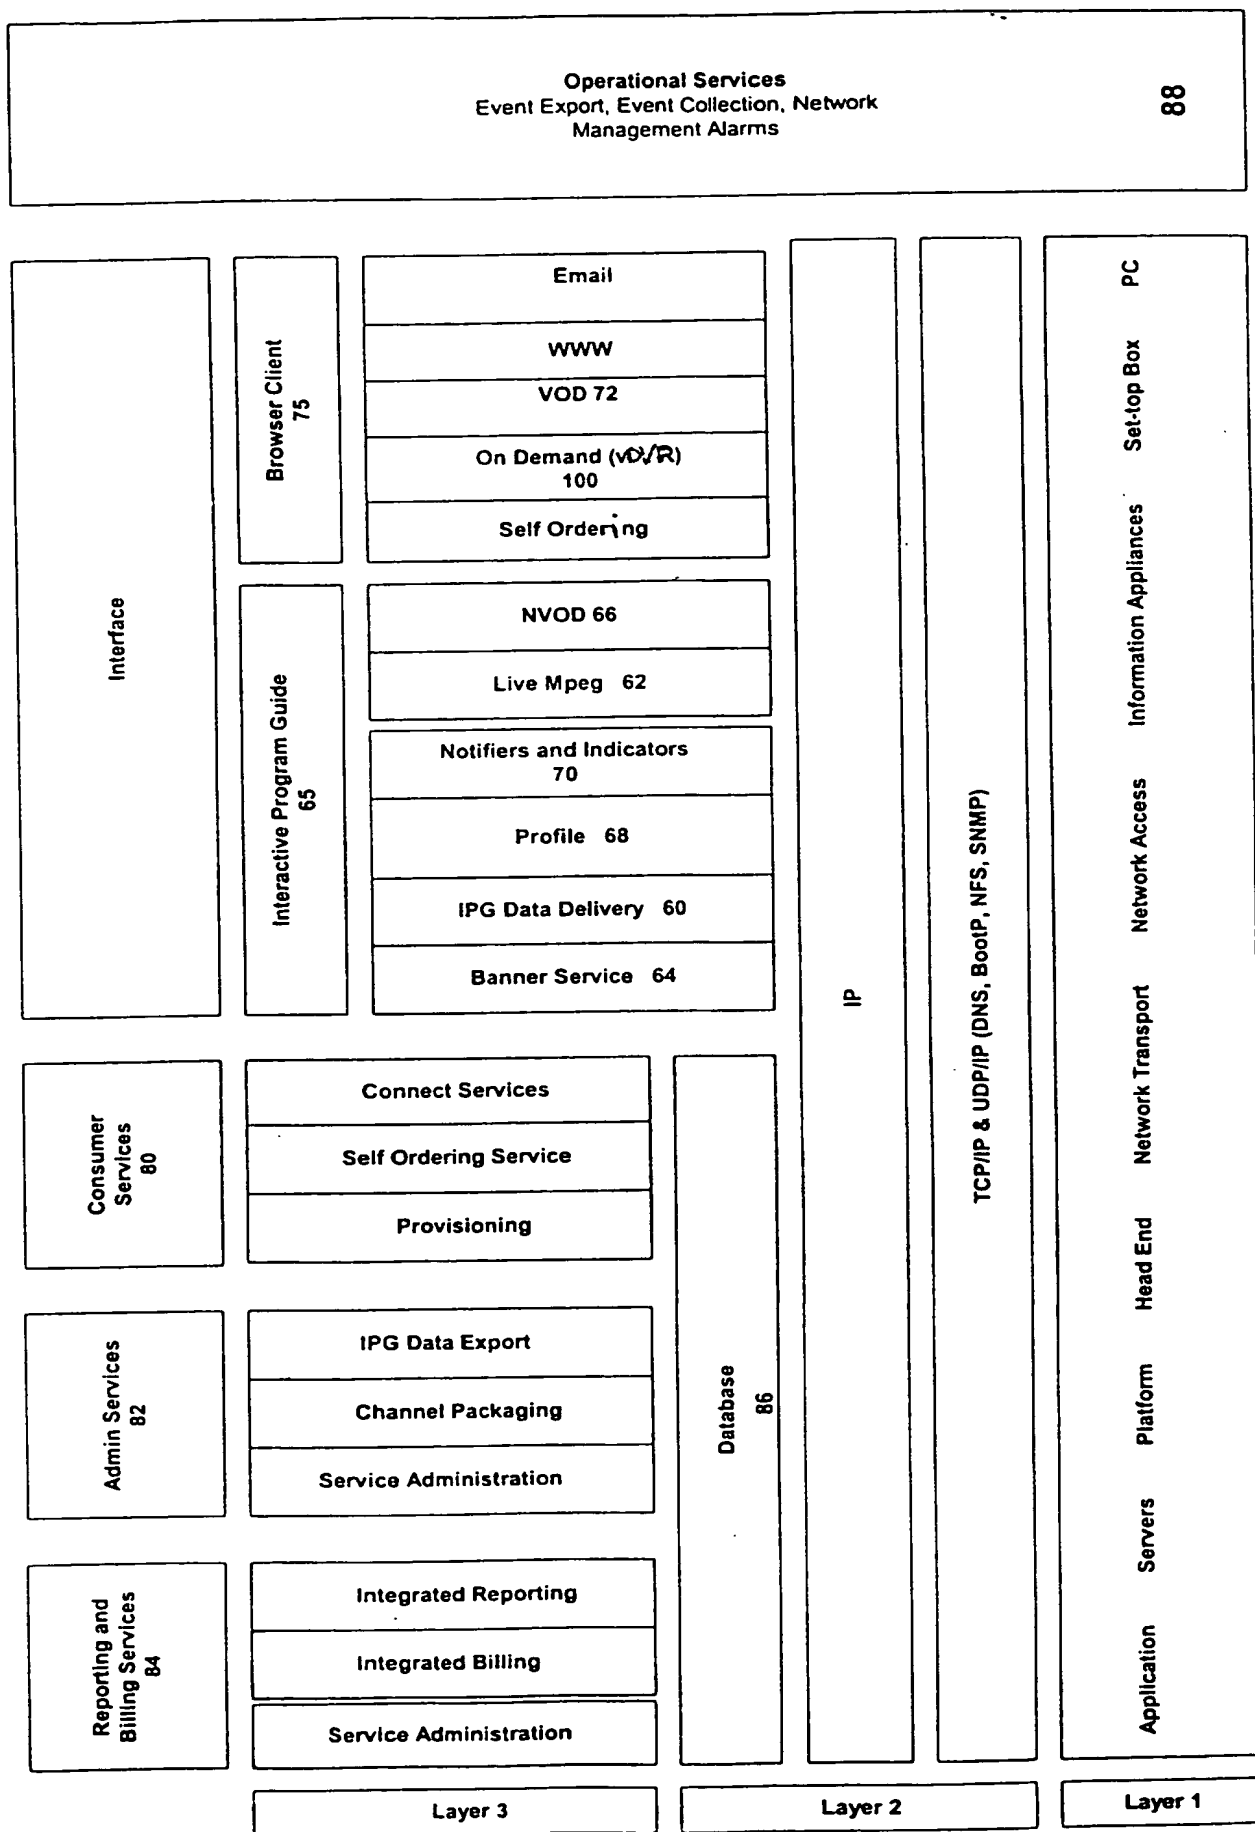 Operational Services
Event Export, Event Collection, Network
Management Alarms
88
Interface
Browser Client
75
Email
WWW
VOD 72
On Demand (vDVR)
100
Self Ordering
Interactive Program Guide
65
NVOD 66
Live Mpeg 62
Notifiers and Indicators
70
Profile 68
IPG Data Delivery 60
Banner Service 64
Consumer
Services
80
Connect Services
Self Ordering Service
Provisioning
Admin Services
82
IPG Data Export
Channel Packaging
Service Administration
Reporting and
Billing Services
84
Integrated Reporting
Integrated Billing
Service Administration
Database
86
IP
TCP/IP & UDP/IP (DNS, BootP, NFS, SNMP)
Application Servers Platform Head End Network Transport Network Access Information Appliances Set-top Box PC
Layer 3
Layer 2
Layer 1